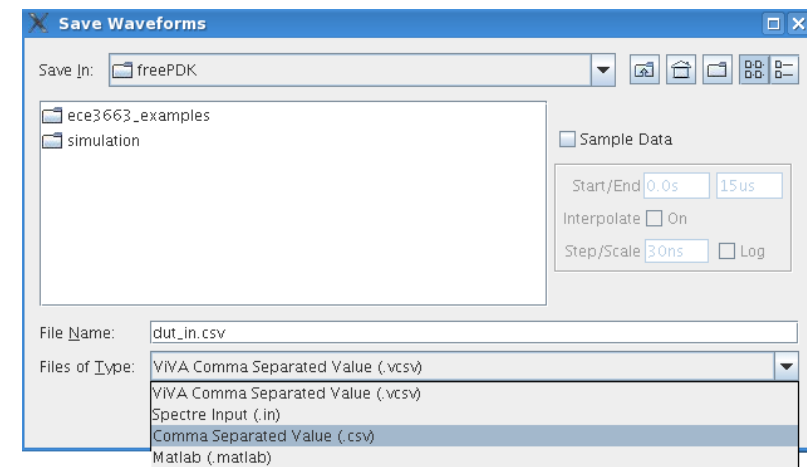 Save Waveforms
Save In: freePDK
ece3663_examples
simulation
Sample Data
Start/End 0.0s 15us
Interpolate On
Step/Scale 30ns Log
File Name: dut_in.csv
Files of Type: ViVA Comma Separated Value (.vcsv)
ViVA Comma Separated Value (.vcsv)
Spectre Input (.in)
Comma Separated Value (.csv)
Matlab (.matlab)